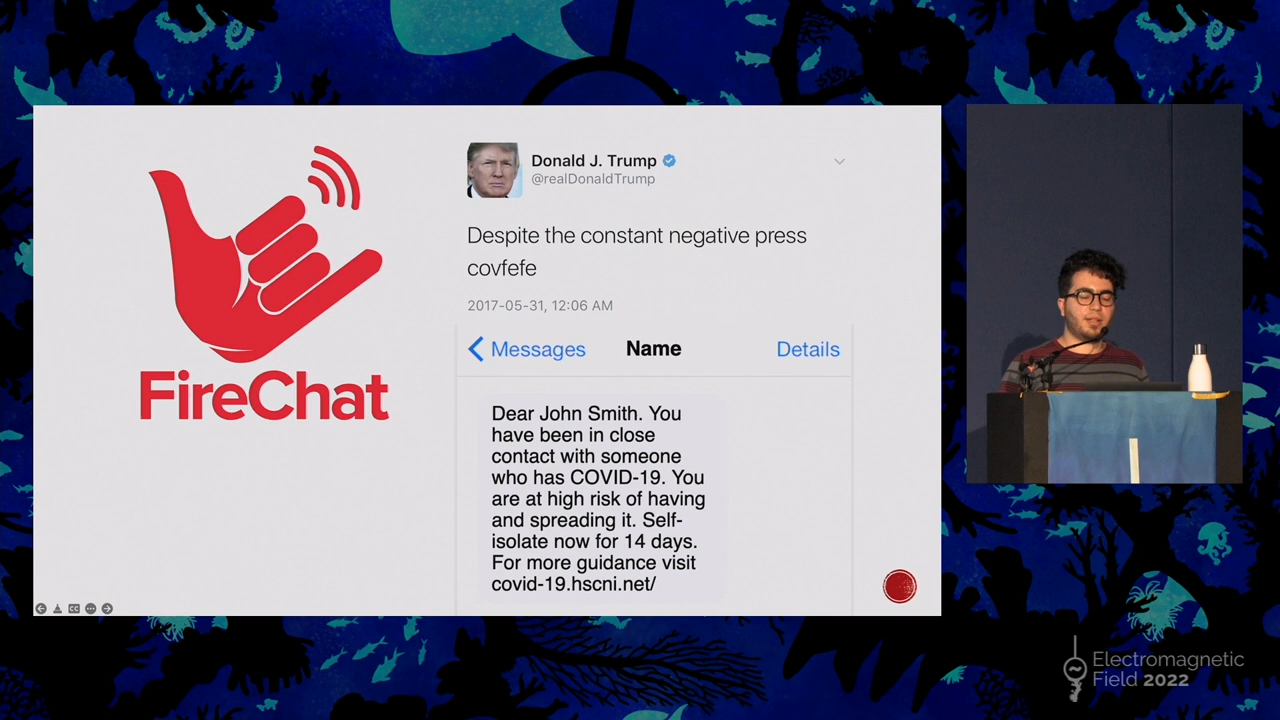 FireChat
Donald J. Trump
@realDonaldTrump
Despite the constant negative press
covfefe
2017-05-31, 12:06 AM
Messages
Name
Details
Dear John Smith. You
have been in close
contact with someone
who has COVID-19. You
are at high risk of having
and spreading it. Self-
isolate now for 14 days.
For more guidance visit
covid-19.hscni.net/
CC
Electromagnetic
Field 2022